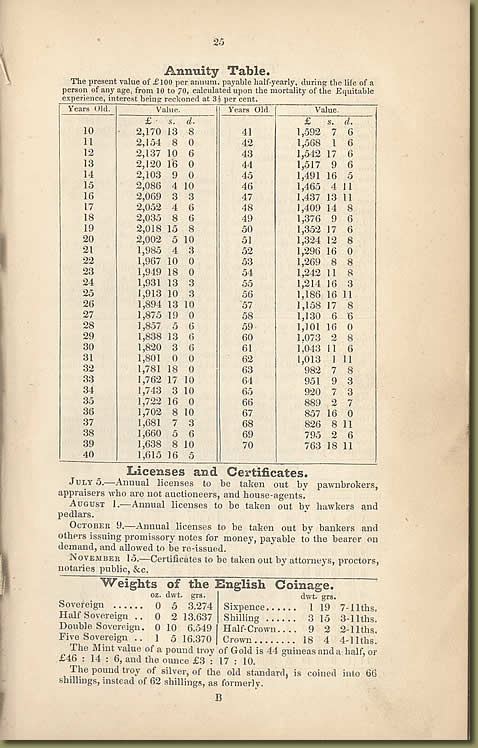 25
Annuity Table.
The present value of £100 per annum, payable half-yearly, during the life of a
person of any age, from 10 to 70, calculated upon the mortality of the Equitable
experience, interest being reckoned at 3½ per cent.
Years Old. Value. Years Old Value.
£ s. d. £ s. d.
10 2,170 13 8 41 1,592 7 6
11 2,154 8 0 42 1,568 1 6
12 2,137 10 6 43 1,542 17 6
13 2,120 16 0 44 1,517 9 6
14 2,103 9 0 45 1,491 16 5
15 2,086 4 10 46 1,465 4 11
16 2,069 3 3 47 1,437 13 11
17 2,052 4 6 48 1,409 14 8
18 2,035 8 6 49 1,376 9 6
19 2,018 15 8 50 1,352 17 6
20 2,002 5 10 51 1,324 12 8
21 1,985 4 3 52 1,296 16 0
22 1,967 10 0 53 1,269 8 8
23 1,949 18 0 54 1,242 11 8
24 1,931 13 3 55 1,214 16 3
25 1,913 10 3 56 1,186 16 11
26 1,894 13 10 57 1,158 17 8
27 1,875 19 0 58 1,130 6 6
28 1,857 5 6 59 1,101 16 0
29 1,838 13 6 60 1,073 2 8
30 1,820 3 6 61 1,043 11 6
31 1,801 0 0 62 1,013 1 11
32 1,781 18 0 63 982 7 8
33 1,762 17 10 64 951 9 3
34 1,743 3 10 65 920 7 3
35 1,722 16 0 66 889 2 7
36 1,702 8 10 67 857 16 0
37 1,681 7 3 68 826 8 11
38 1,660 5 6 69 795 2 6
39 1,638 8 10 70 763 18 11
40 1,615 16 5
Licenses and Certificates.
JULY 5.—Annual licenses to be taken out by pawnbrokers,
appraisers who are not auctioneers, and house-agents.
AUGUST 1.—Annual licenses to be taken out by hawkers and
pedlars.
OCTOBER 9.—Annual licenses to be taken out by bankers and
others issuing promissory notes for money, payable to the bearer on
demand, and allowed to be re-issued.
NOVEMBER 15.—Certificates to be taken out by attorneys, proctors,
notaries public, &c.
Weights of the English Coinage.
oz. dwt. grs. dwt. grs.
Sovereign ...... 0 5 3.274 Sixpence...... 1 19 7-11ths.
Half Sovereign .. 0 2 13.637 Shilling ...... 3 15 3-11ths.
Double Sovereign. 0 10 6.549 Half-Crown.... 9 2 2-11ths.
Five Sovereign .. 1 5 16.370 Crown ........ 18 4 4-11ths.
The Mint value of a pound troy of Gold is 44 guineas and a half, or
£46 : 14 : 6, and the ounce £3 : 17 : 10.
The pound troy of silver, of the old standard, is coined into 66
shillings, instead of 62 shillings, as formerly.
B